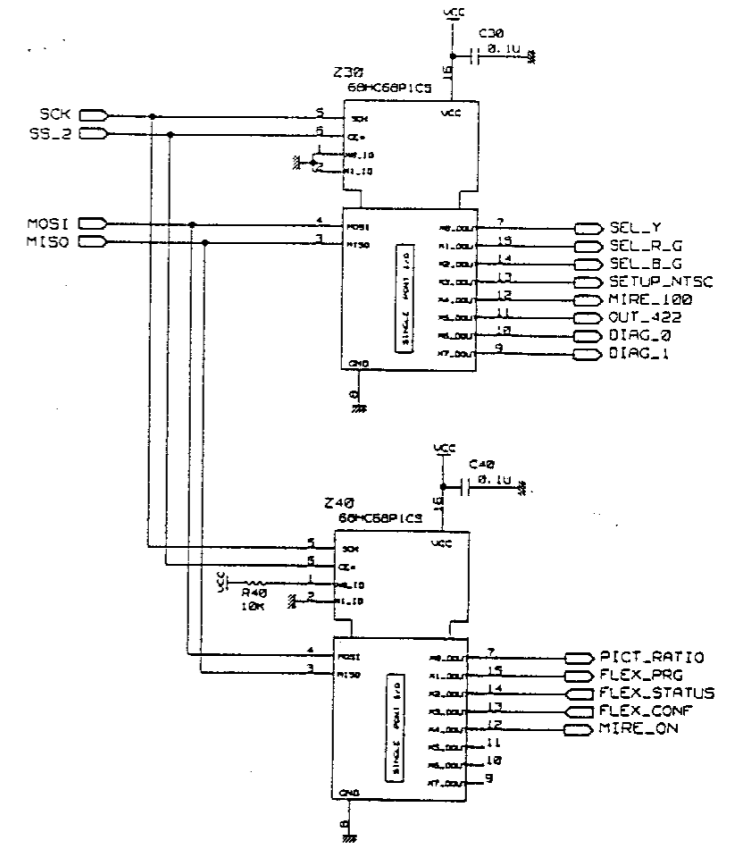 VCC
C30
0.1U
16
Z30
68HC68P1CS
SCK 5 SCK VCC
SS_2 6 CE*
1 A0_ID
2 A1_ID
MOSI 4 MOSI
MISO 3 MISO
SINGLE PORT I/O
7 SEL_Y
15 SEL_R_G
14 SEL_B_G
13 SETUP_NTSC
12 MIRE_100
11 OUT_422
10 DIAG_0
9 DIAG_1
GND
8
VCC
C40
0.1U
16
Z40
68HC68P1CS
5 SCK VCC
6 CE*
VCC 1 A0_ID
R40
10K
2 A1_ID
4 MOSI
3 MISO
SINGLE PORT I/O
7 PICT_RATIO
15 FLEX_PRG
14 FLEX_STATUS
13 FLEX_CONF
12 MIRE_ON
11
10
9
GND
8